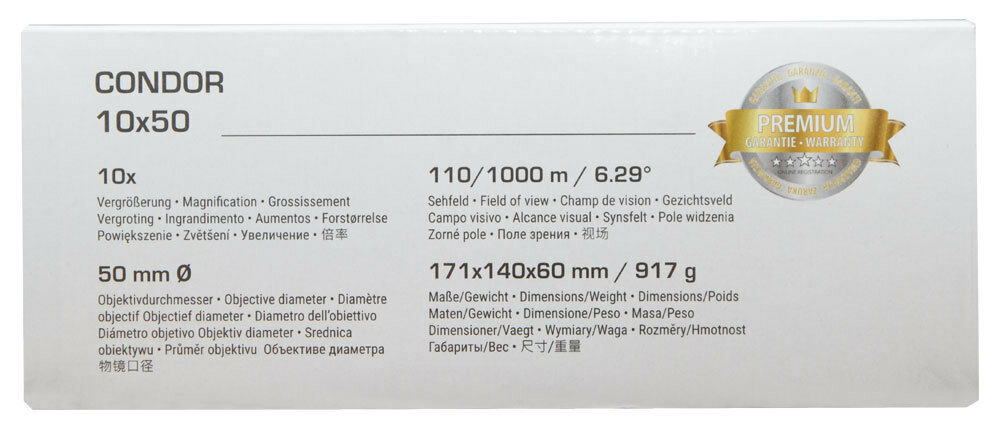 CONDOR
10x50
PREMIUM
GARANTIE • WARRANTY
ONLINE REGISTRATION
10x
Vergrößerung • Magnification • Grossissement
Vergroting • Ingrandimento • Aumentos • Forstørrelse
Powiększenie • Zvětšení • Увеличение • 倍率
110/1000 m / 6.29°
Sehfeld • Field of view • Champ de vision • Gezichtsveld
Campo visivo • Alcance visual • Synsfelt • Pole widzenia
Zorné pole • Поле зрения • 视场
50 mm Ø
Objektivdurchmesser • Objective diameter • Diamètre
objectif Objectief diameter • Diametro dell'obiettivo
Diámetro objetivo Objektiv diameter • Srednica
obiektywu • Průměr objektivu Объективе диаметра
物镜口径
171x140x60 mm / 917 g
Maße/Gewicht • Dimensions/Weight • Dimensions/Poids
Maten/Gewicht • Dimensione/Peso • Masa/Peso
Dimensioner/Vaegt • Wymiary/Waga • Rozměry/Hmotnost
Габариты/Вес • 尺寸/重量